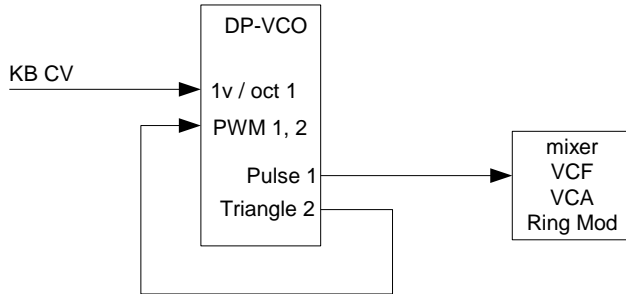 DP-VCO
KB CV
1v / oct 1
PWM 1, 2
Pulse 1
Triangle 2
mixer
VCF
VCA
Ring Mod